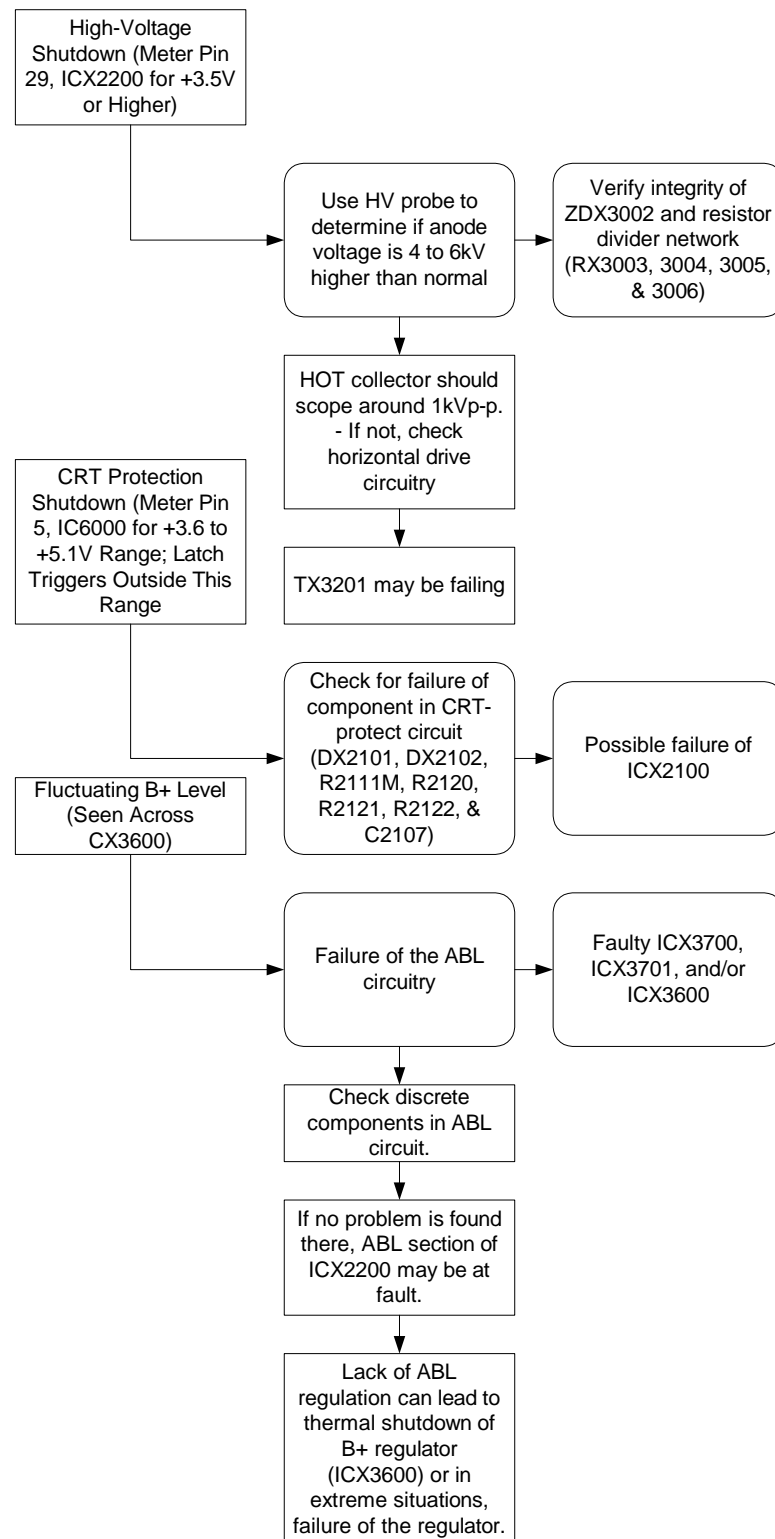 High-Voltage
Shutdown (Meter Pin
29, ICX2200 for +3.5V
or Higher)
Use HV probe to
determine if anode
voltage is 4 to 6kV
higher than normal
Verify integrity of
ZDX3002 and resistor
divider network
(RX3003, 3004, 3005,
& 3006)
HOT collector should
scope around 1kVp-p.
- If not, check
horizontal drive
circuitry
TX3201 may be failing
CRT Protection
Shutdown (Meter Pin
5, IC6000 for +3.6 to
+5.1V Range; Latch
Triggers Outside This
Range
Check for failure of
component in CRT-
protect circuit
(DX2101, DX2102,
R2111M, R2120,
R2121, R2122, &
C2107)
Possible failure of
ICX2100
Fluctuating B+ Level
(Seen Across
CX3600)
Failure of the ABL
circuitry
Faulty ICX3700,
ICX3701, and/or
ICX3600
Check discrete
components in ABL
circuit.
If no problem is found
there, ABL section of
ICX2200 may be at
fault.
Lack of ABL
regulation can lead to
thermal shutdown of
B+ regulator
(ICX3600) or in
extreme situations,
failure of the regulator.